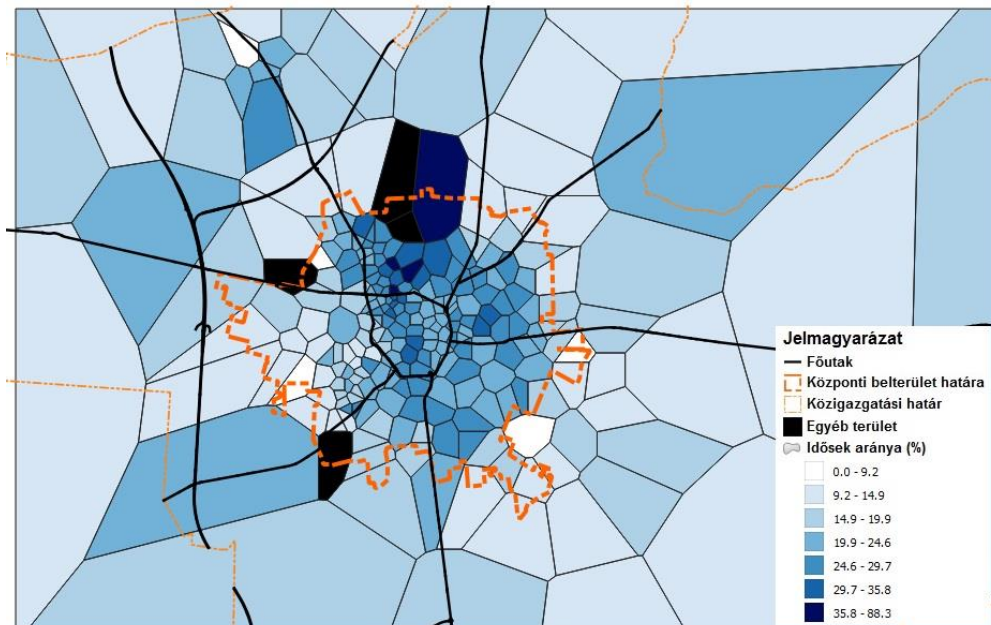 Jelmagyarázat
Főutak
Központi belterület határa
Közigazgatási határ
Egyéb terület
Idősek aránya (%)
0.0 - 9.2
9.2 - 14.9
14.9 - 19.9
19.9 - 24.6
24.6 - 29.7
29.7 - 35.8
35.8 - 88.3